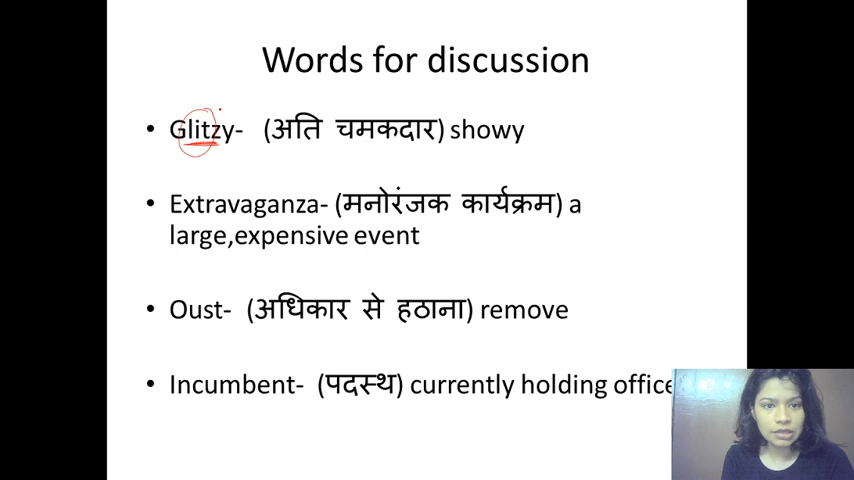 Words for discussion
• Glitzy- (अति चमकदार) showy
• Extravaganza- (मनोरंजक कार्यक्रम) a
large,expensive event
• Oust- (अधिकार से हठाना) remove
• Incumbent- (पदस्थ) currently holding office